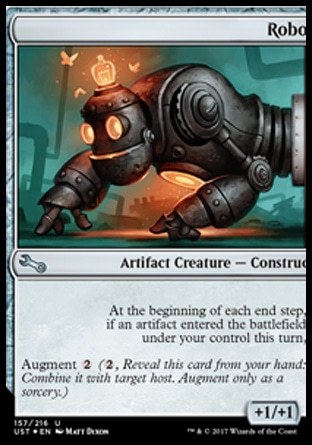 Robo
Artifact Creature — Construc
At the beginning of each end step,
if an artifact entered the battlefield
under your control this turn,
Augment 2 (2, Reveal this card from your hand:
Combine it with target host. Augment only as a
sorcery.)
+1/+1
157/216 U
UST • EN Matt Dixon
™ & © 2017 Wizards of the Coast